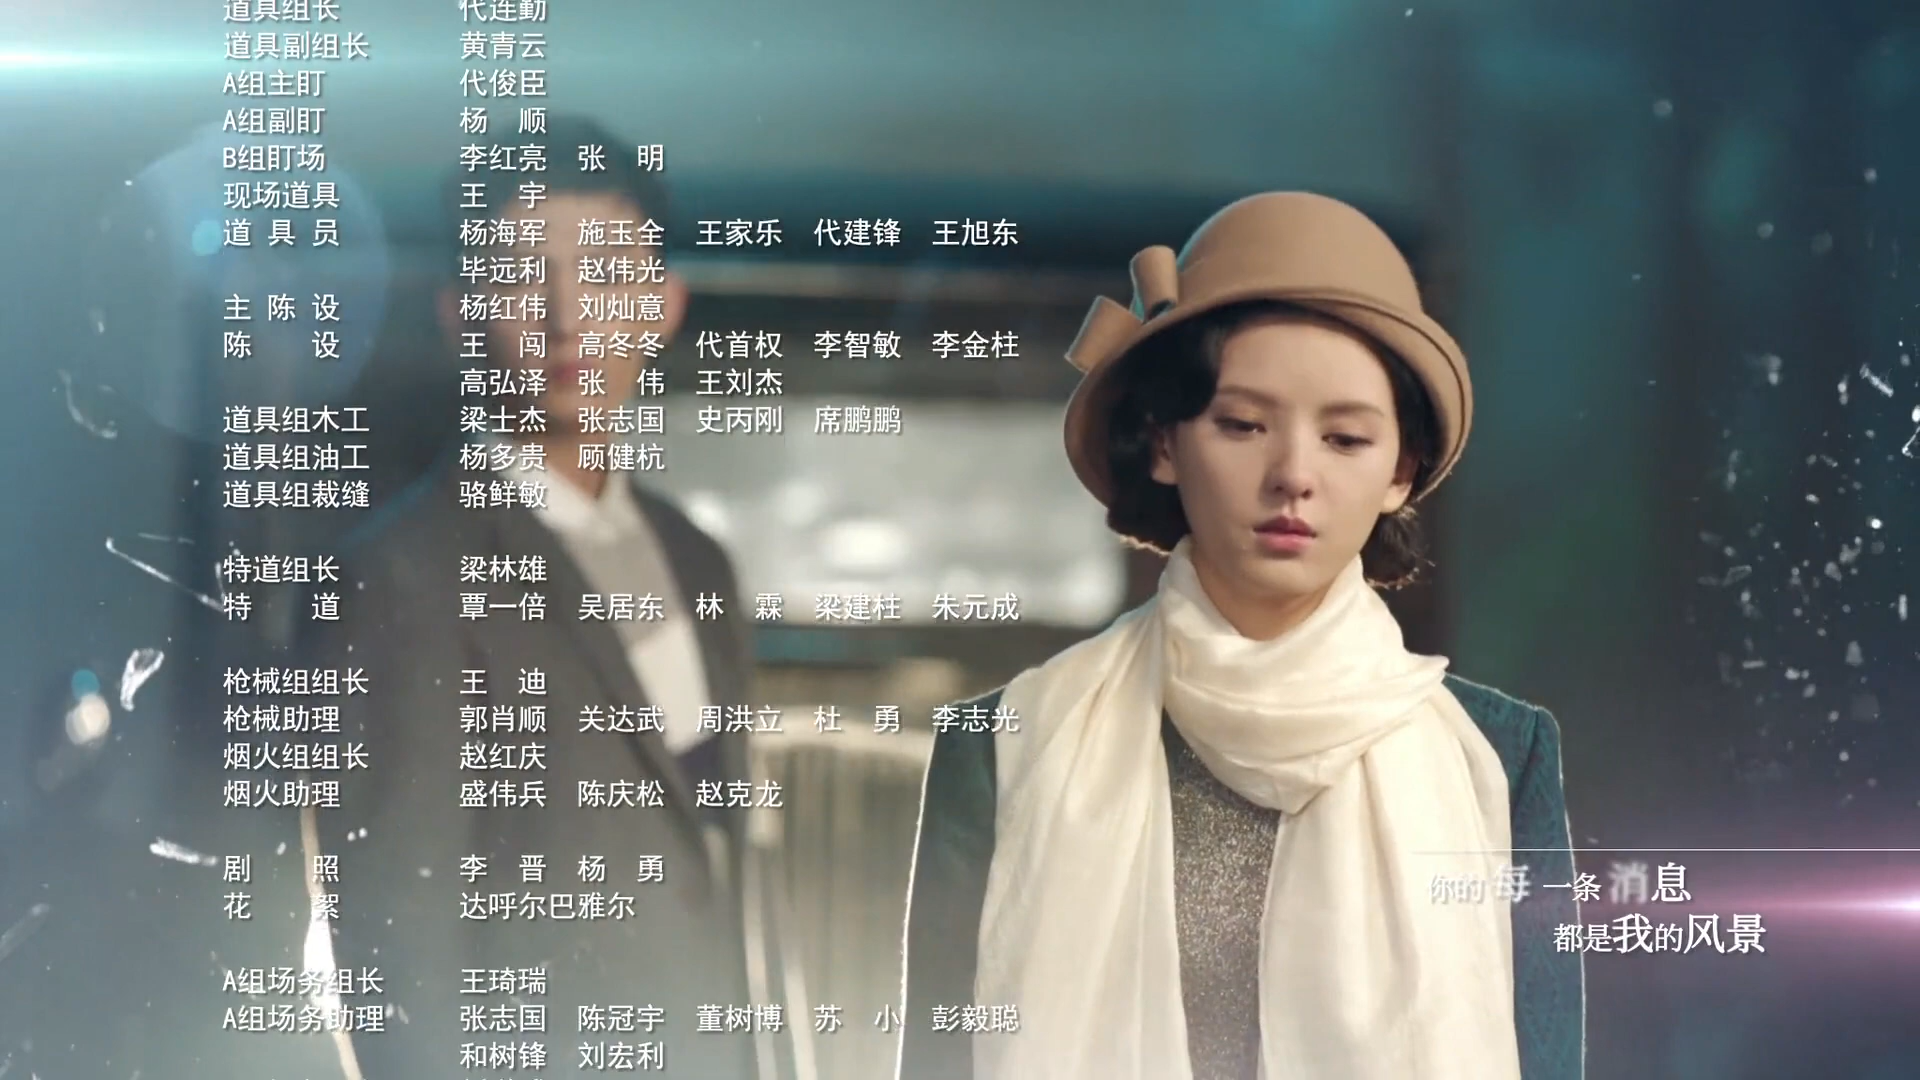 道具组长 代连勤
道具副组长 黄青云
A组主盯 代俊臣
A组副盯 杨 顺
B组盯场 李红亮 张 明
现场道具 王 宇
道 具 员 杨海军 施玉全 王家乐 代建锋 王旭东
毕远利 赵伟光
主 陈 设 杨红伟 刘灿意
陈 设 王 闯 高冬冬 代首权 李智敏 李金柱
高弘泽 张 伟 王刘杰
道具组木工 梁士杰 张志国 史丙刚 席鹏鹏
道具组油工 杨多贵 顾健杭
道具组裁缝 骆鲜敏
特道组长 梁林雄
特 道 覃一倍 吴居东 林 霖 梁建柱 朱元成
枪械组组长 王 迪
枪械助理 郭肖顺 关达武 周洪立 杜 勇 李志光
烟火组组长 赵红庆
烟火助理 盛伟兵 陈庆松 赵克龙
剧 照 李 晋 杨 勇
花 絮 达呼尔巴雅尔
你的每一条消息
都是我的风景
A组场务组长 王琦瑞
A组场务助理 张志国 陈冠宇 董树博 苏 小 彭毅聪
和树锋 刘宏利